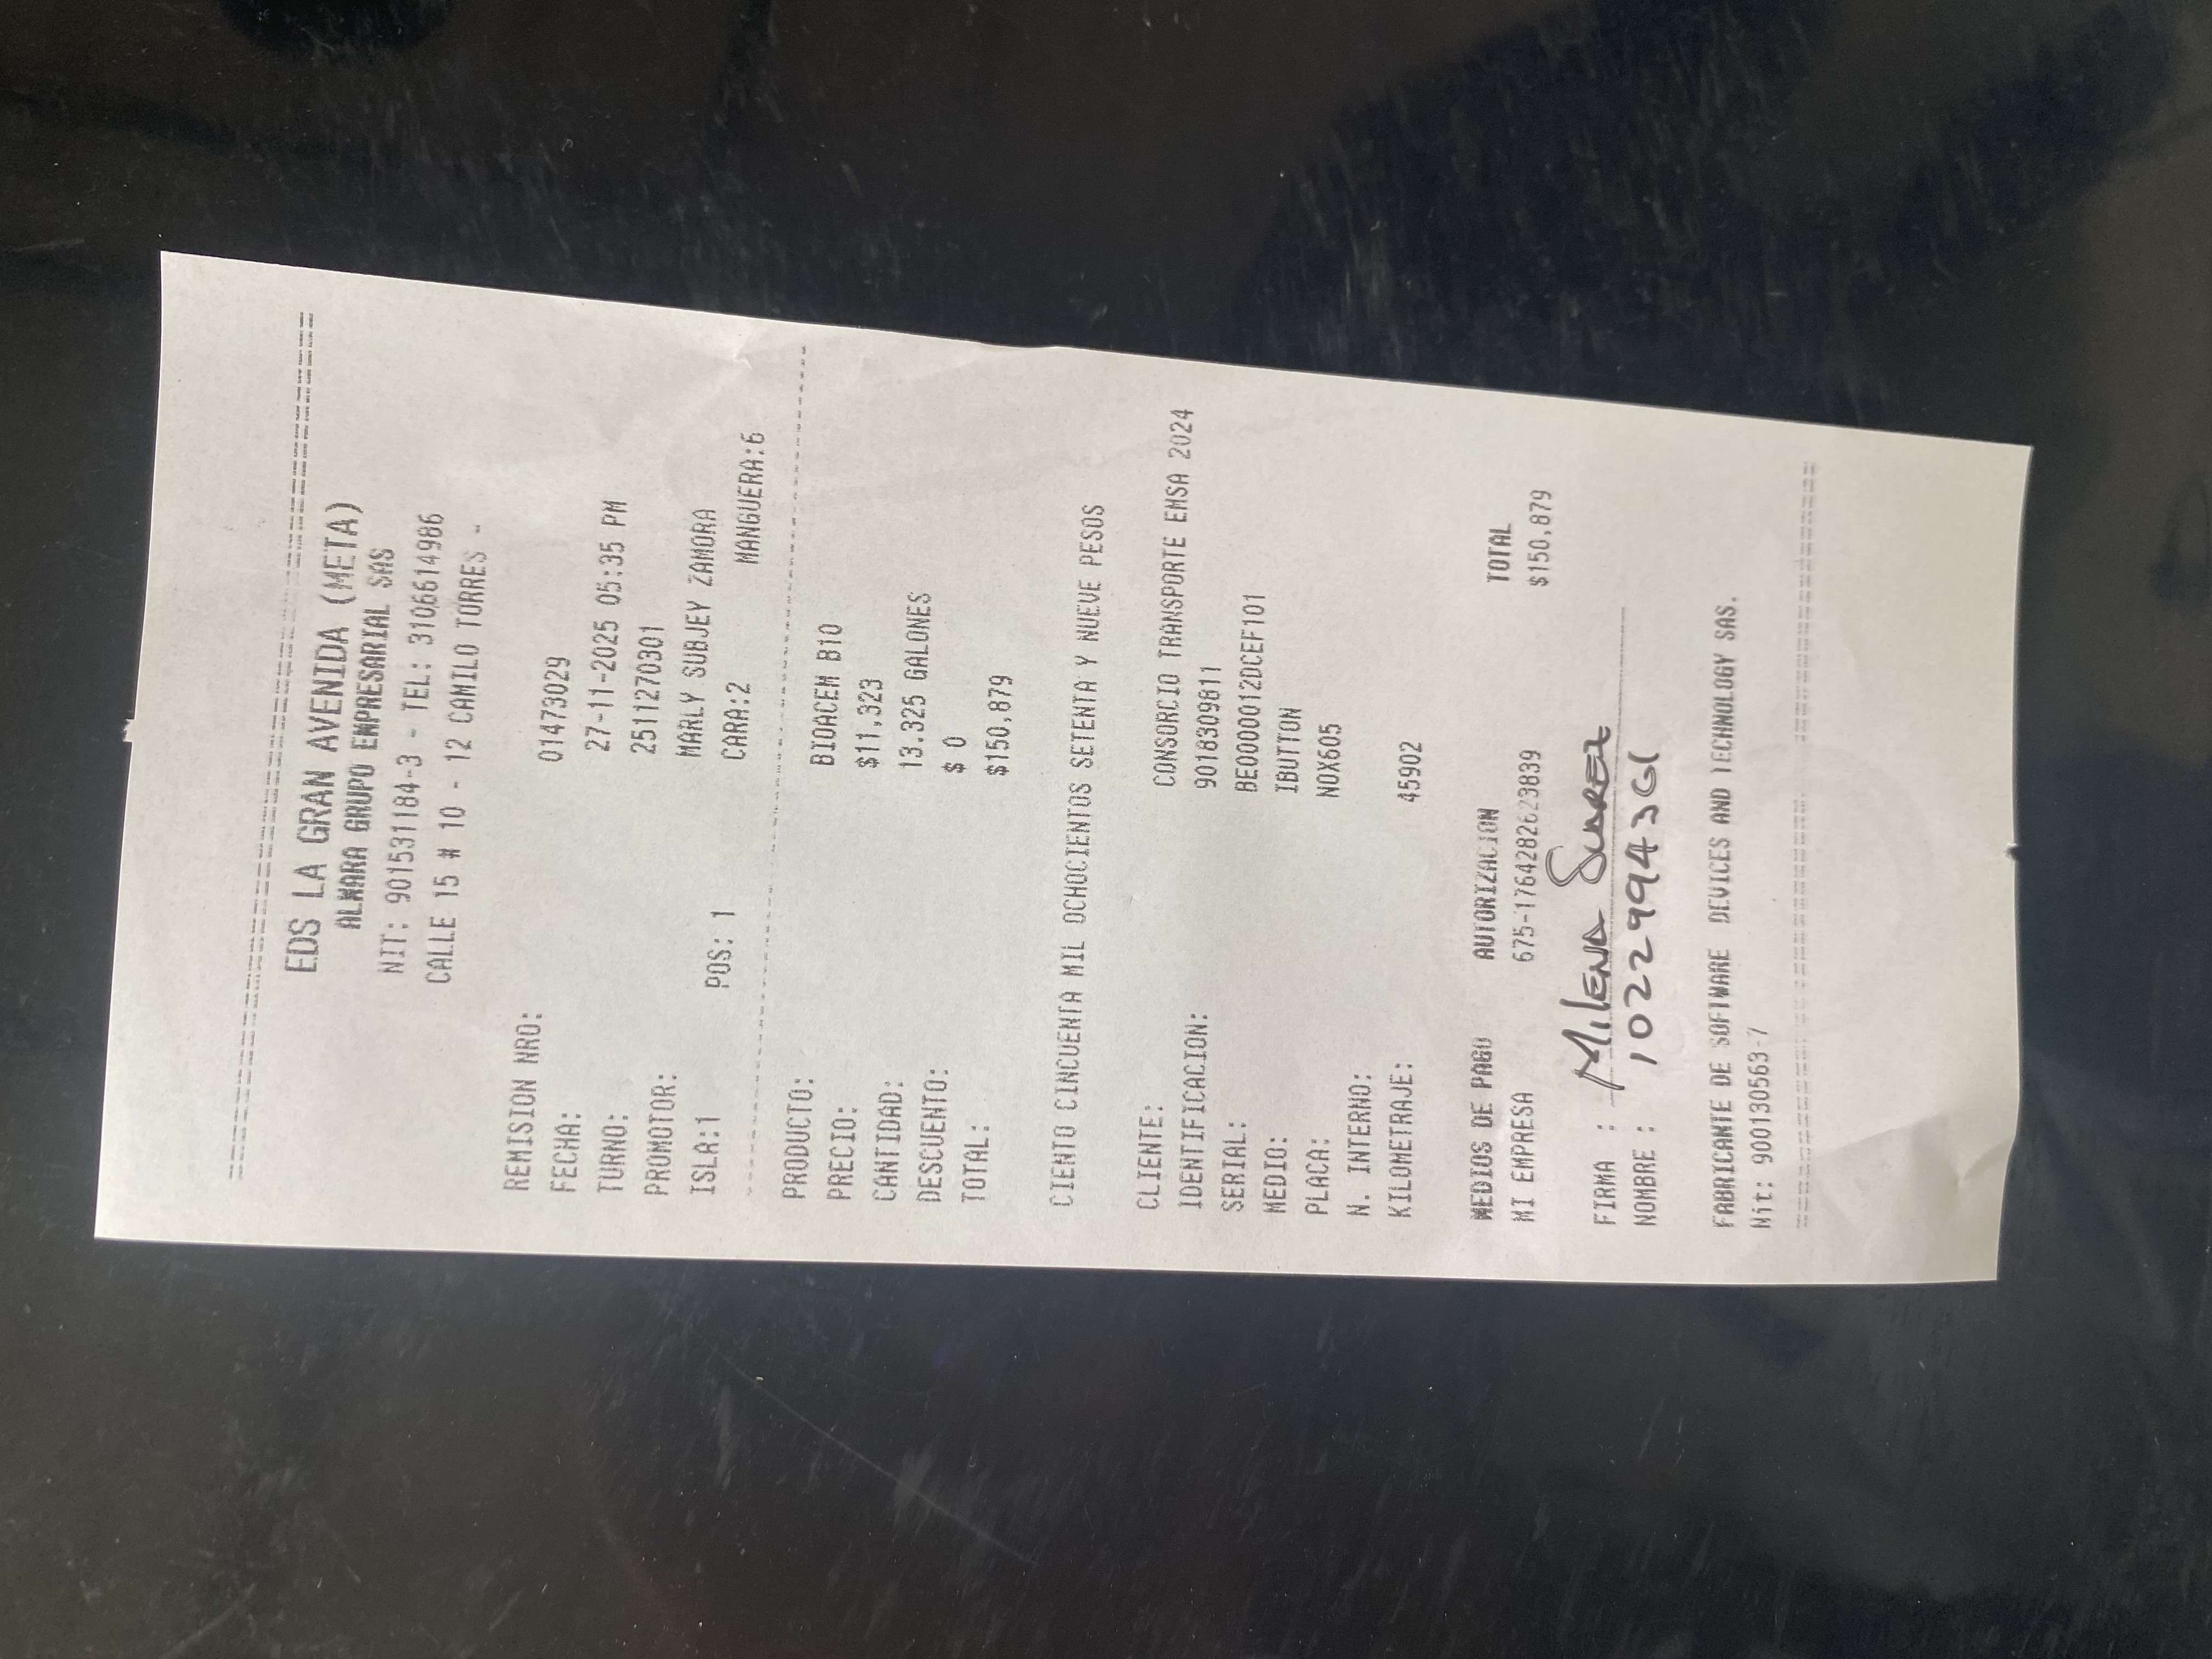 EDS LA GRAN AVENIDA (META)
ALMARA GRUPO EMPRESARIAL SAS
NIT: 901531184-3 - TEL: 3106614986
CALLE 15 # 10 - 12 CAMILO TORRES -
REMISION NRO: 01473029
FECHA: 27-11-2025 05:35 PM
TURNO: 2511270301
PROMOTOR: MARLY SUBJEY ZAMORA
ISLA:1 POS: 1 CARA:2 MANGUERA:6
PRODUCTO: BIOACEM B10
PRECIO: $11,323
CANTIDAD: 13.325 GALONES
DESCUENTO: $ 0
TOTAL: $150,879
CIENTO CINCUENTA MIL OCHOCIENTOS SETENTA Y NUEVE PESOS
CLIENTE: CONSORCIO TRANSPORTE EMSA 2024
IDENTIFICACION: 9018309811
SERIAL: BE000012DCEF101
MEDIO: IBUTTON
PLACA: NOX605
N. INTERNO:
KILOMETRAJE: 45902
MEDIOS DE PAGO AUTORIZACION TOTAL
MI EMPRESA 675-1764282623839 $150,879
FIRMA : Milena Suarez
NOMBRE : 1022994361
FABRICANTE DE SOFTWARE DEVICES AND TECHNOLOGY SAS.
Nit: 900130563-7